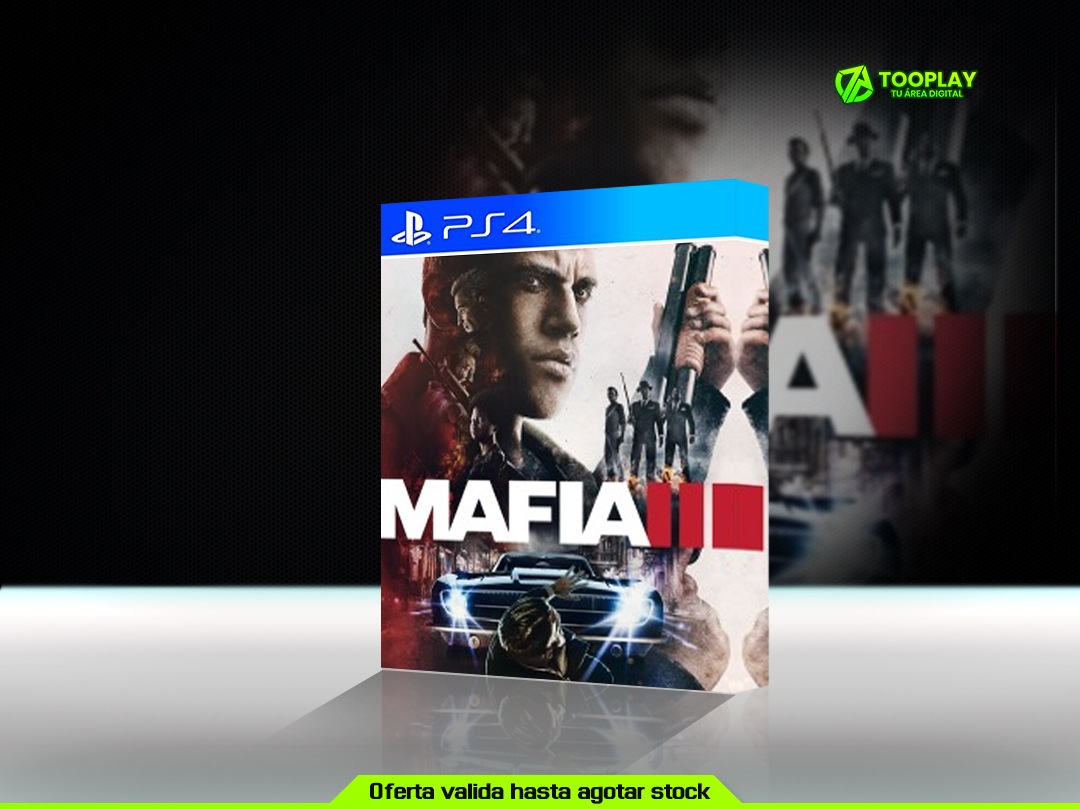 TOOPLAY
TU ÁREA DIGITAL
PS4
MAFIA III
Oferta valida hasta agotar stock